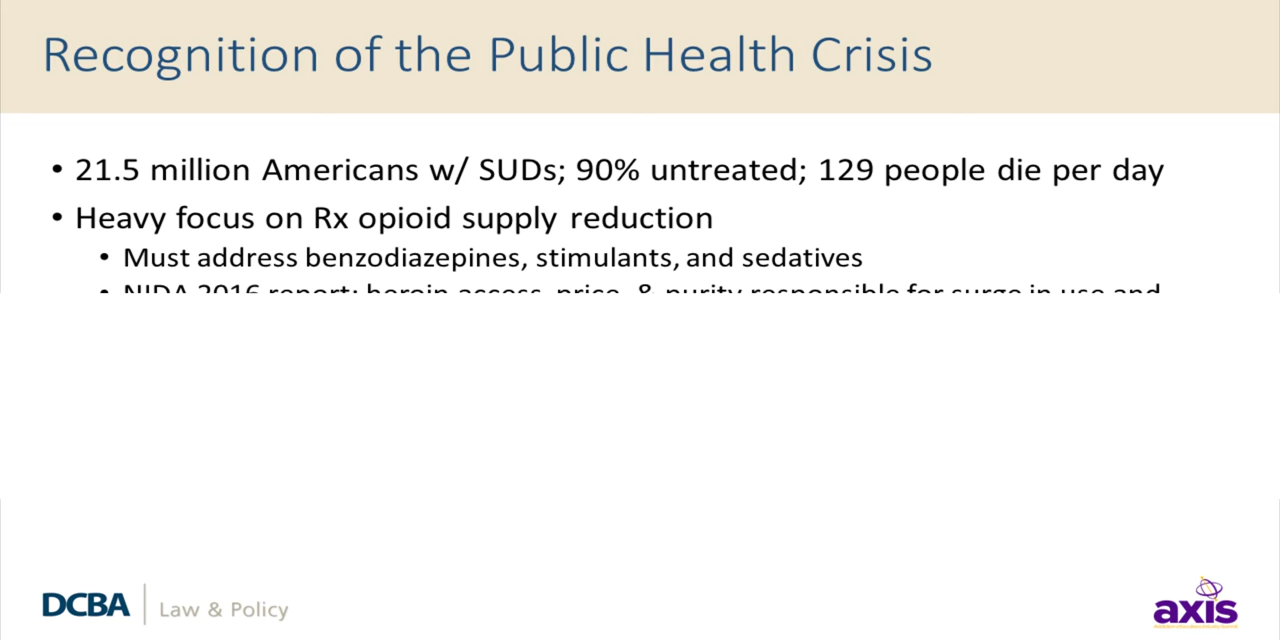 Recognition of the Public Health Crisis
• 21.5 million Americans w/ SUDs; 90% untreated; 129 people die per day
• Heavy focus on Rx opioid supply reduction
• Must address benzodiazepines, stimulants, and sedatives
• NIDA 2016 report: heroin access, price, & purity responsible for surge in use and
DCBA | Law & Policy
axis